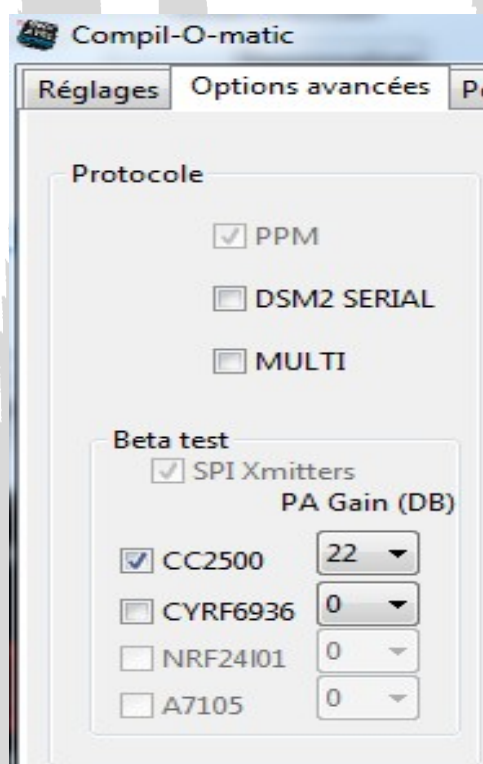 Compil-O-matic
Réglages Options avancées
Protocole
PPM
DSM2 SERIAL
MULTI
Beta test
SPI Xmitters
PA Gain (DB)
CC2500 22
CYRF6936 0
NRF24l01 0
A7105 0